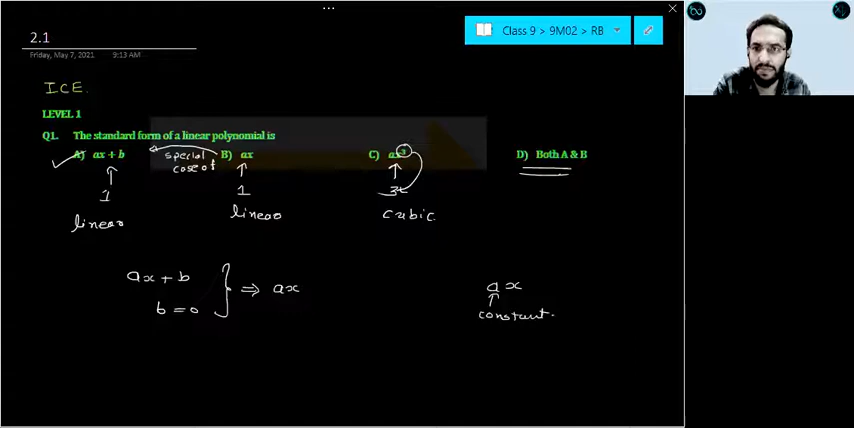 2.1
Class 9 > 9M02 > RB
Friday, May 7, 2021 9:13 AM
ICE.
LEVEL 1
Q1. The standard form of a linear polynomial is
A) ax + b special case of B) ax C) ax³ D) Both A & B
1 1 3
linear linear cubic
ax + b
b = 0 } ⇒ ax
ax
constant.